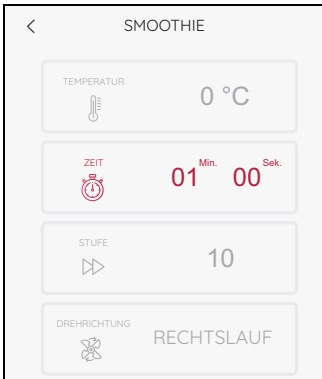 SMOOTHIE
TEMPERATUR
0 °C
ZEIT
01 Min. 00 Sek.
STUFE
10
DREHRICHTUNG
RECHTSLAUF